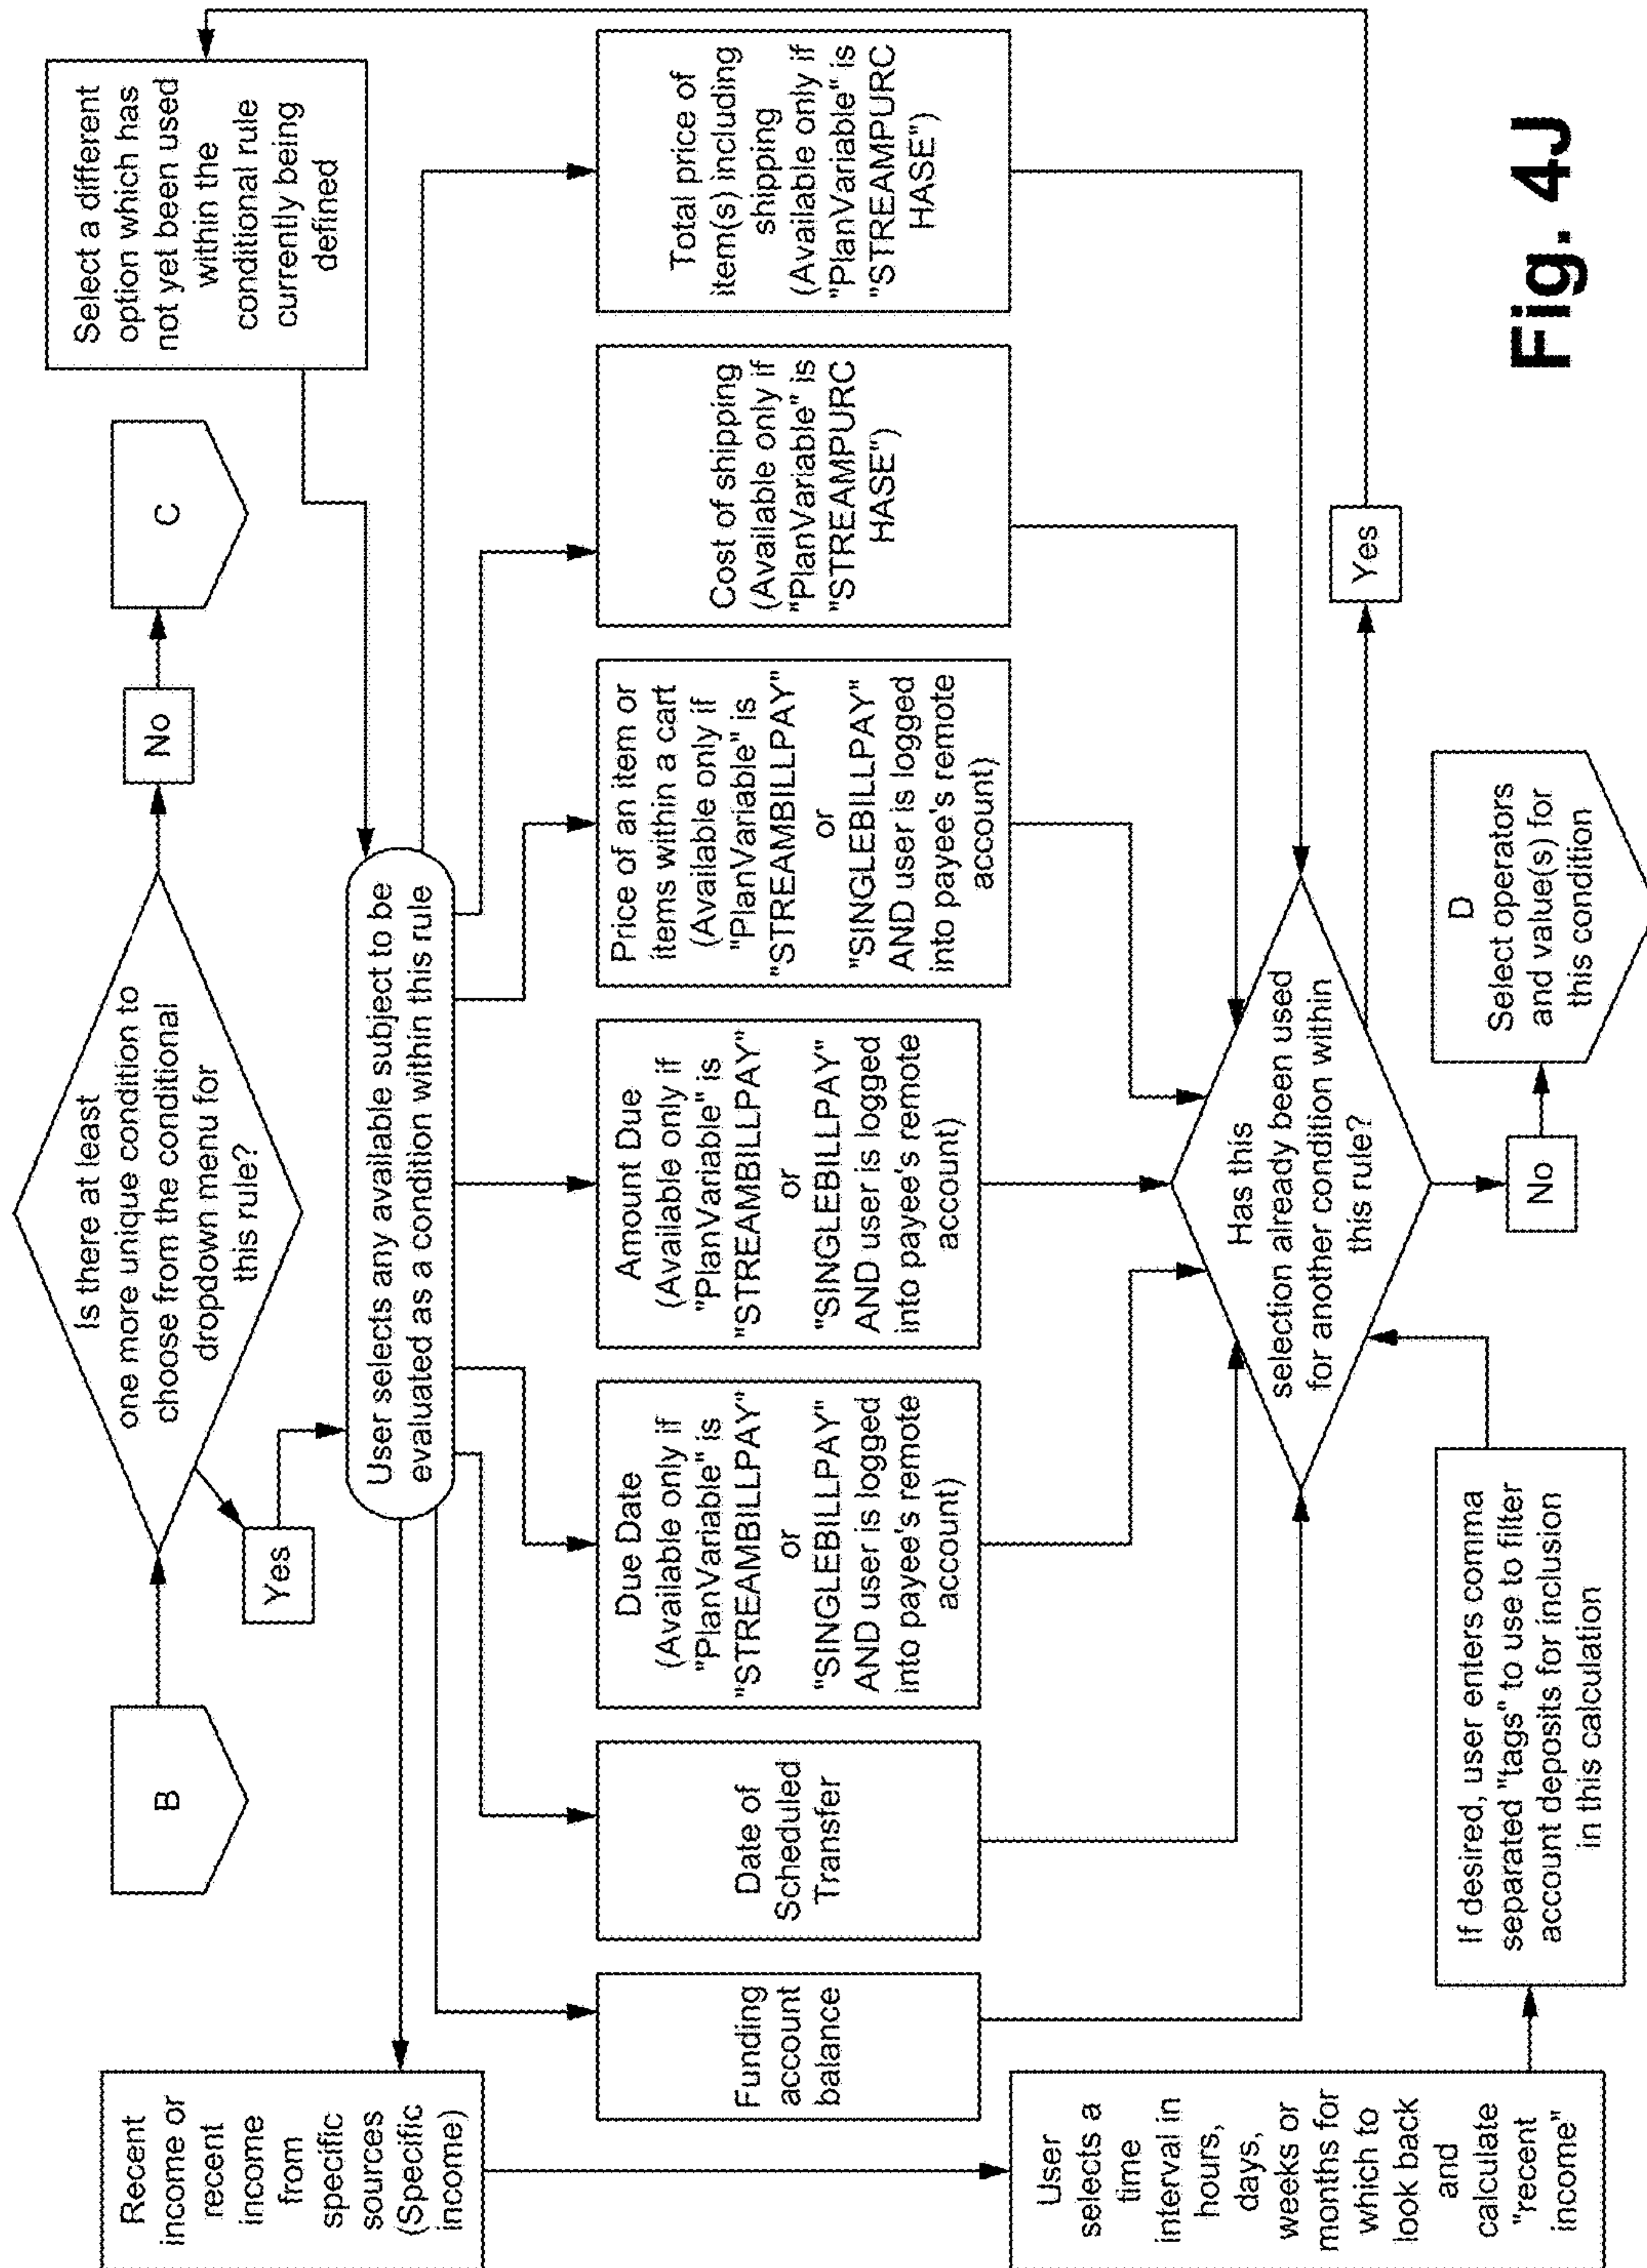 B
Is there at least
one more unique condition to
choose from the conditional
dropdown menu for
this rule?
No
C
Yes
Select a different
option which has
not yet been used
within the
conditional rule
currently being
defined
User selects any available subject to be
evaluated as a condition within this rule
Recent
income or
recent
income
from
specific
sources
(Specific
income)
Funding
account
balance
Date of
Scheduled
Transfer
Due Date
(Available only if
"PlanVariable" is
"STREAMBILLPAY"
or
"SINGLEBILLPAY"
AND user is logged
into payee's remote
account)
Amount Due
(Available only if
"PlanVariable" is
"STREAMBILLPAY"
or
"SINGLEBILLPAY"
AND user is logged
into payee's remote
account)
Price of an item or
items within a cart
(Available only if
"PlanVariable" is
"STREAMBILLPAY"
or
"SINGLEBILLPAY"
AND user is logged
into payee's remote
account)
Cost of shipping
(Available only if
"PlanVariable" is
"STREAMPURC
HASE")
Total price of
item(s) including
shipping
(Available only if
"PlanVariable" is
"STREAMPURC
HASE")
User
selects a
time
interval in
hours,
days,
weeks or
months for
which to
look back
and
calculate
"recent
income"
If desired, user enters comma
separated "tags" to use to filter
account deposits for inclusion
in this calculation
Has this
selection already been used
for another condition within
this rule?
Yes
No
D
Select operators
and value(s) for
this condition
Fig. 4J